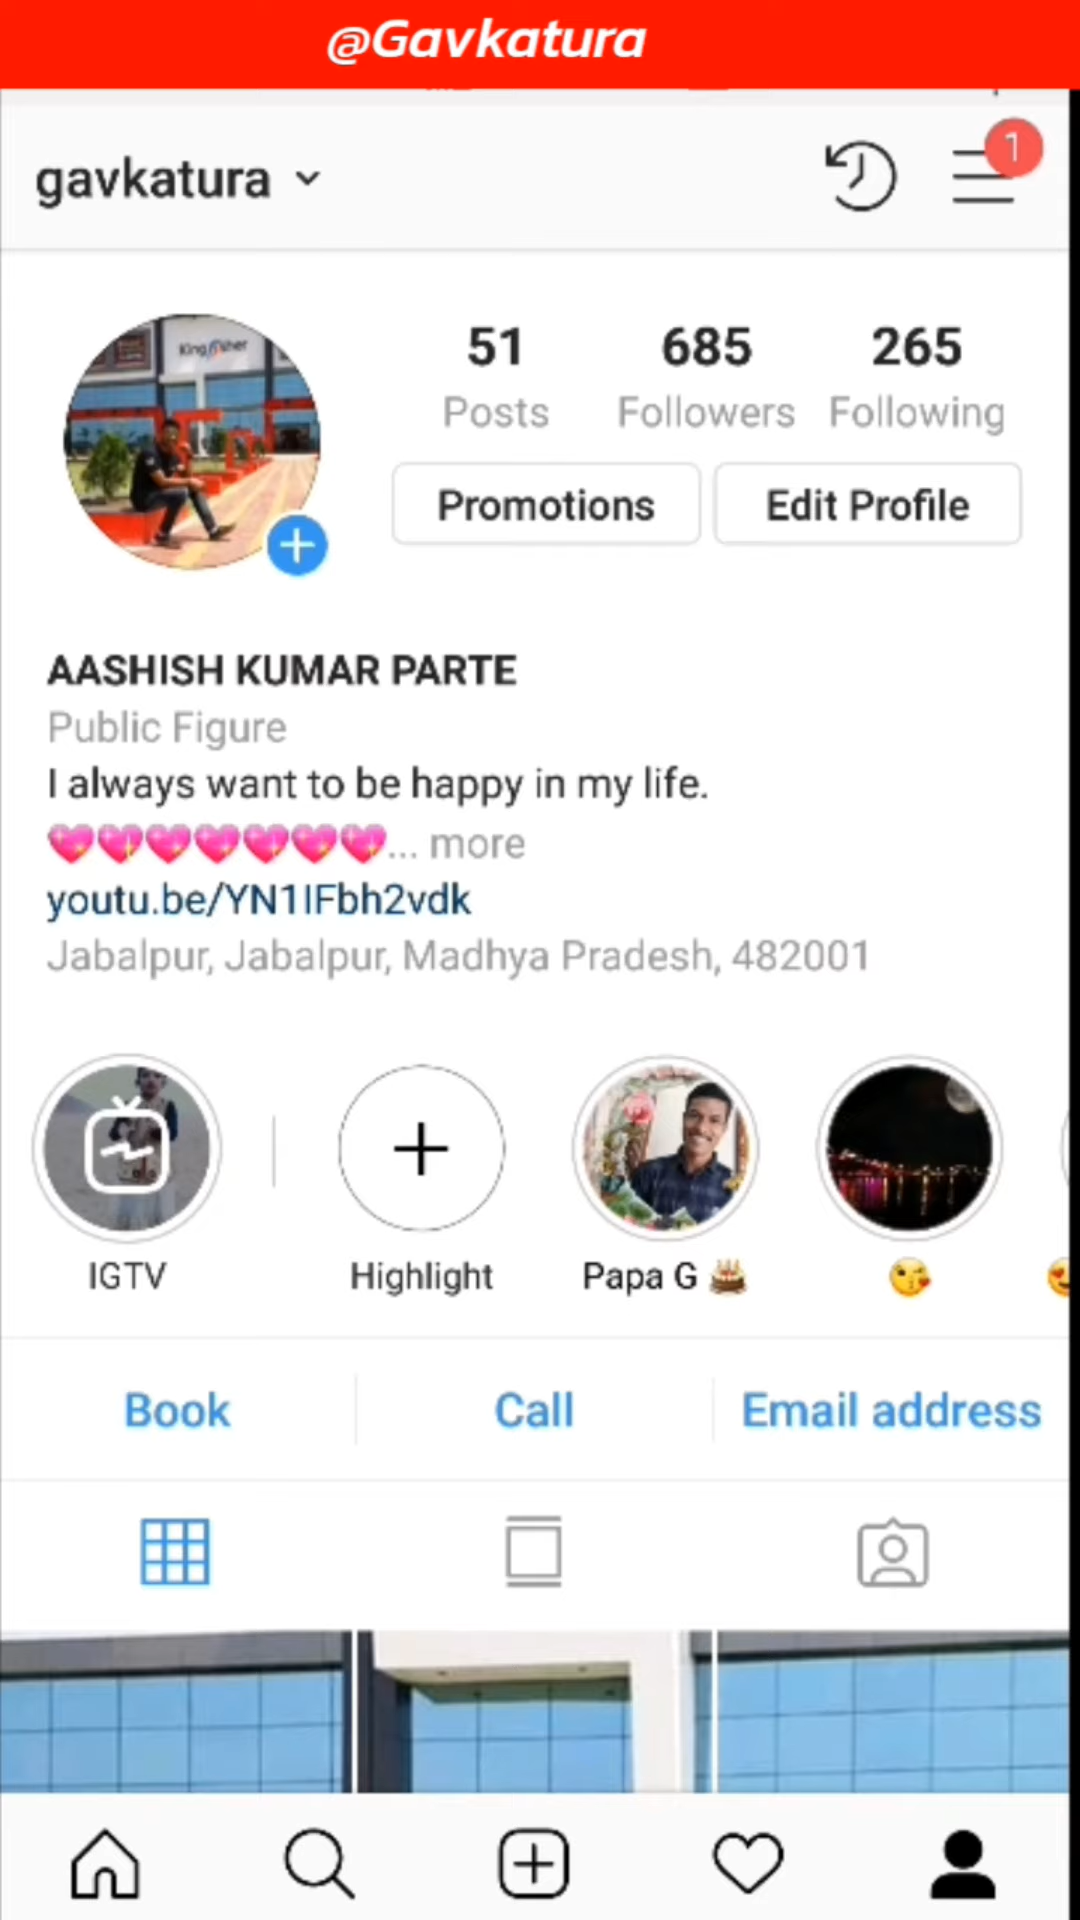 @Gavkatura
gavkatura
1
Kingfisher
51 685 265
Posts Followers Following
Promotions Edit Profile
AASHISH KUMAR PARTE
Public Figure
I always want to be happy in my life.
💖💖💖💖💖💖💖... more
youtu.be/YN1IFbh2vdk
Jabalpur, Jabalpur, Madhya Pradesh, 482001
IGTV Highlight Papa G 🎂 😘
Book Call Email address